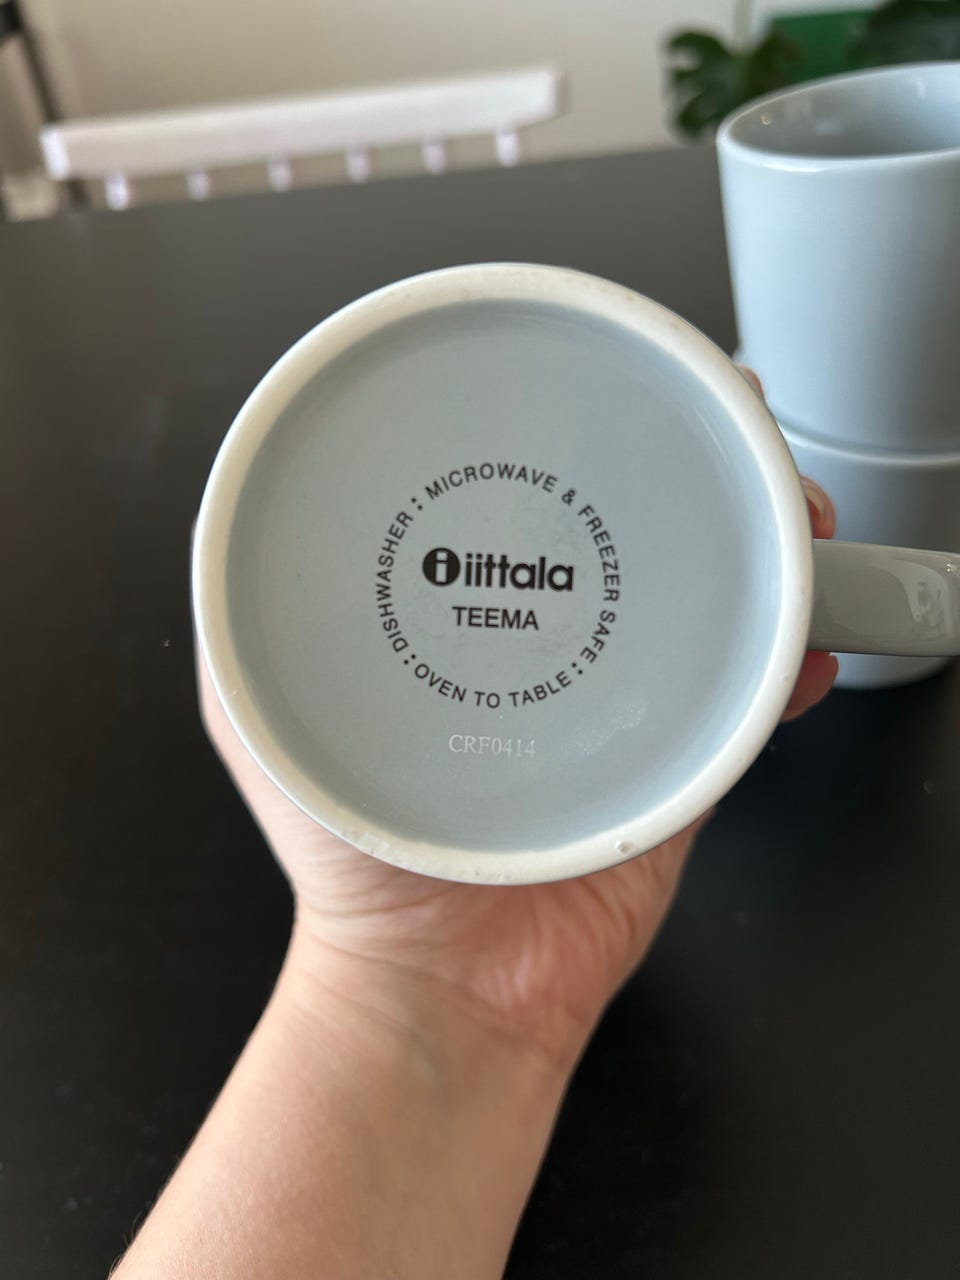 DISHWASHER : MICROWAVE & FREEZER SAFE :
i iittala
TEEMA
OVEN TO TABLE :
CRF0414